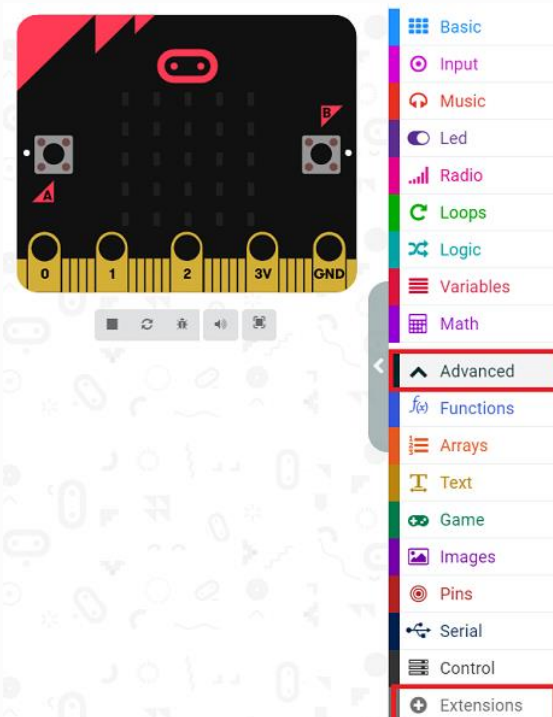 B
A
0 1 2 3V GND
Basic
Input
Music
Led
Radio
Loops
Logic
Variables
Math
Advanced
f(x) Functions
Arrays
Text
Game
Images
Pins
Serial
Control
Extensions